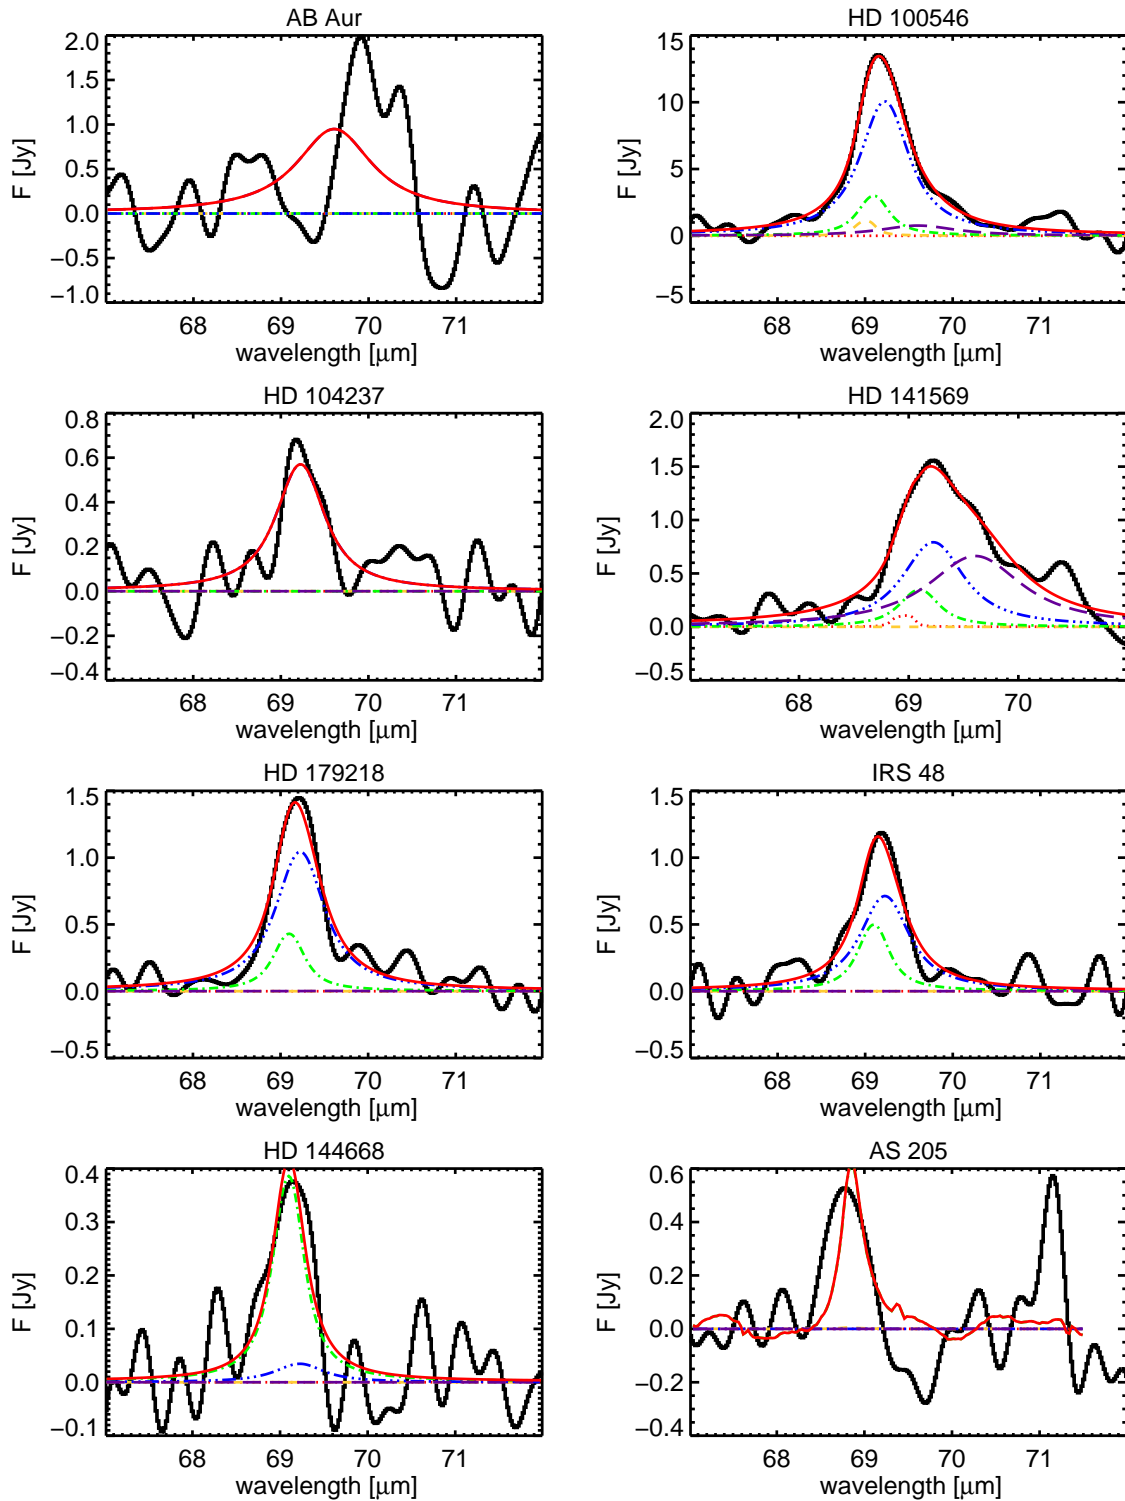 AB Aur
2.0
1.5
1.0
0.5
0.0
−0.5
−1.0
F [Jy]
68 69 70 71
wavelength [μm]
HD 100546
15
10
5
0
−5
F [Jy]
68 69 70 71
wavelength [μm]
HD 104237
0.8
0.6
0.4
0.2
0.0
−0.2
−0.4
F [Jy]
68 69 70 71
wavelength [μm]
HD 141569
2.0
1.5
1.0
0.5
0.0
−0.5
F [Jy]
68 69 70
wavelength [μm]
HD 179218
1.5
1.0
0.5
0.0
−0.5
F [Jy]
68 69 70 71
wavelength [μm]
IRS 48
1.5
1.0
0.5
0.0
−0.5
F [Jy]
68 69 70 71
wavelength [μm]
HD 144668
0.4
0.3
0.2
0.1
0.0
−0.1
F [Jy]
68 69 70 71
wavelength [μm]
AS 205
0.6
0.4
0.2
0.0
−0.2
−0.4
F [Jy]
68 69 70 71
wavelength [μm]